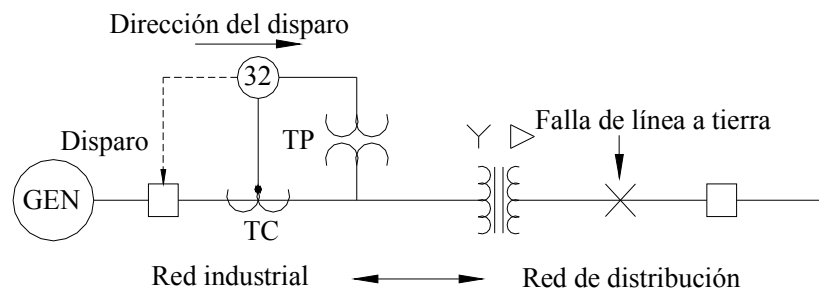 Dirección del disparo
32
Disparo
TP
Falla de línea a tierra
GEN
TC
Red industrial
Red de distribución